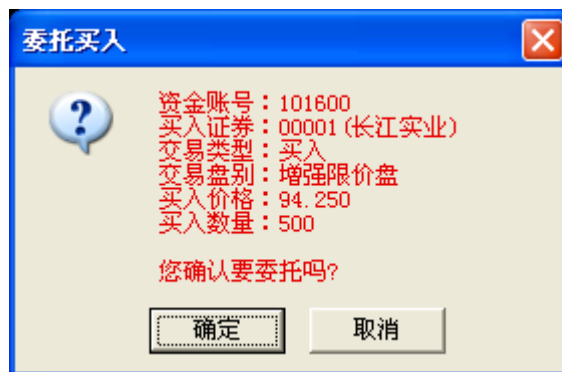 委托买入
资金账号：101600
买入证券：00001(长江实业)
交易类型：买入
交易盘别：增强限价盘
买入价格：94.250
买入数量：500
您确认要委托吗?
确定
取消